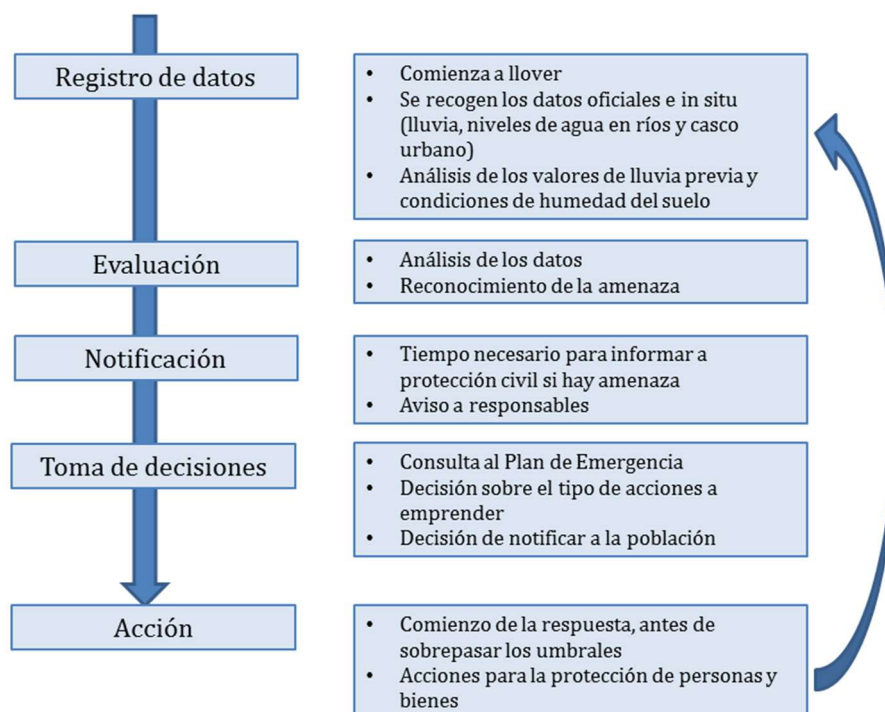 Registro de datos
• Comienza a llover
• Se recogen los datos oficiales e in situ
(lluvia, niveles de agua en ríos y casco
urbano)
• Análisis de los valores de lluvia previa y
condiciones de humedad del suelo
Evaluación
• Análisis de los datos
• Reconocimiento de la amenaza
Notificación
• Tiempo necesario para informar a
protección civil si hay amenaza
• Aviso a responsables
Toma de decisiones
• Consulta al Plan de Emergencia
• Decisión sobre el tipo de acciones a
emprender
• Decisión de notificar a la población
Acción
• Comienzo de la respuesta, antes de
sobrepasar los umbrales
• Acciones para la protección de personas y
bienes